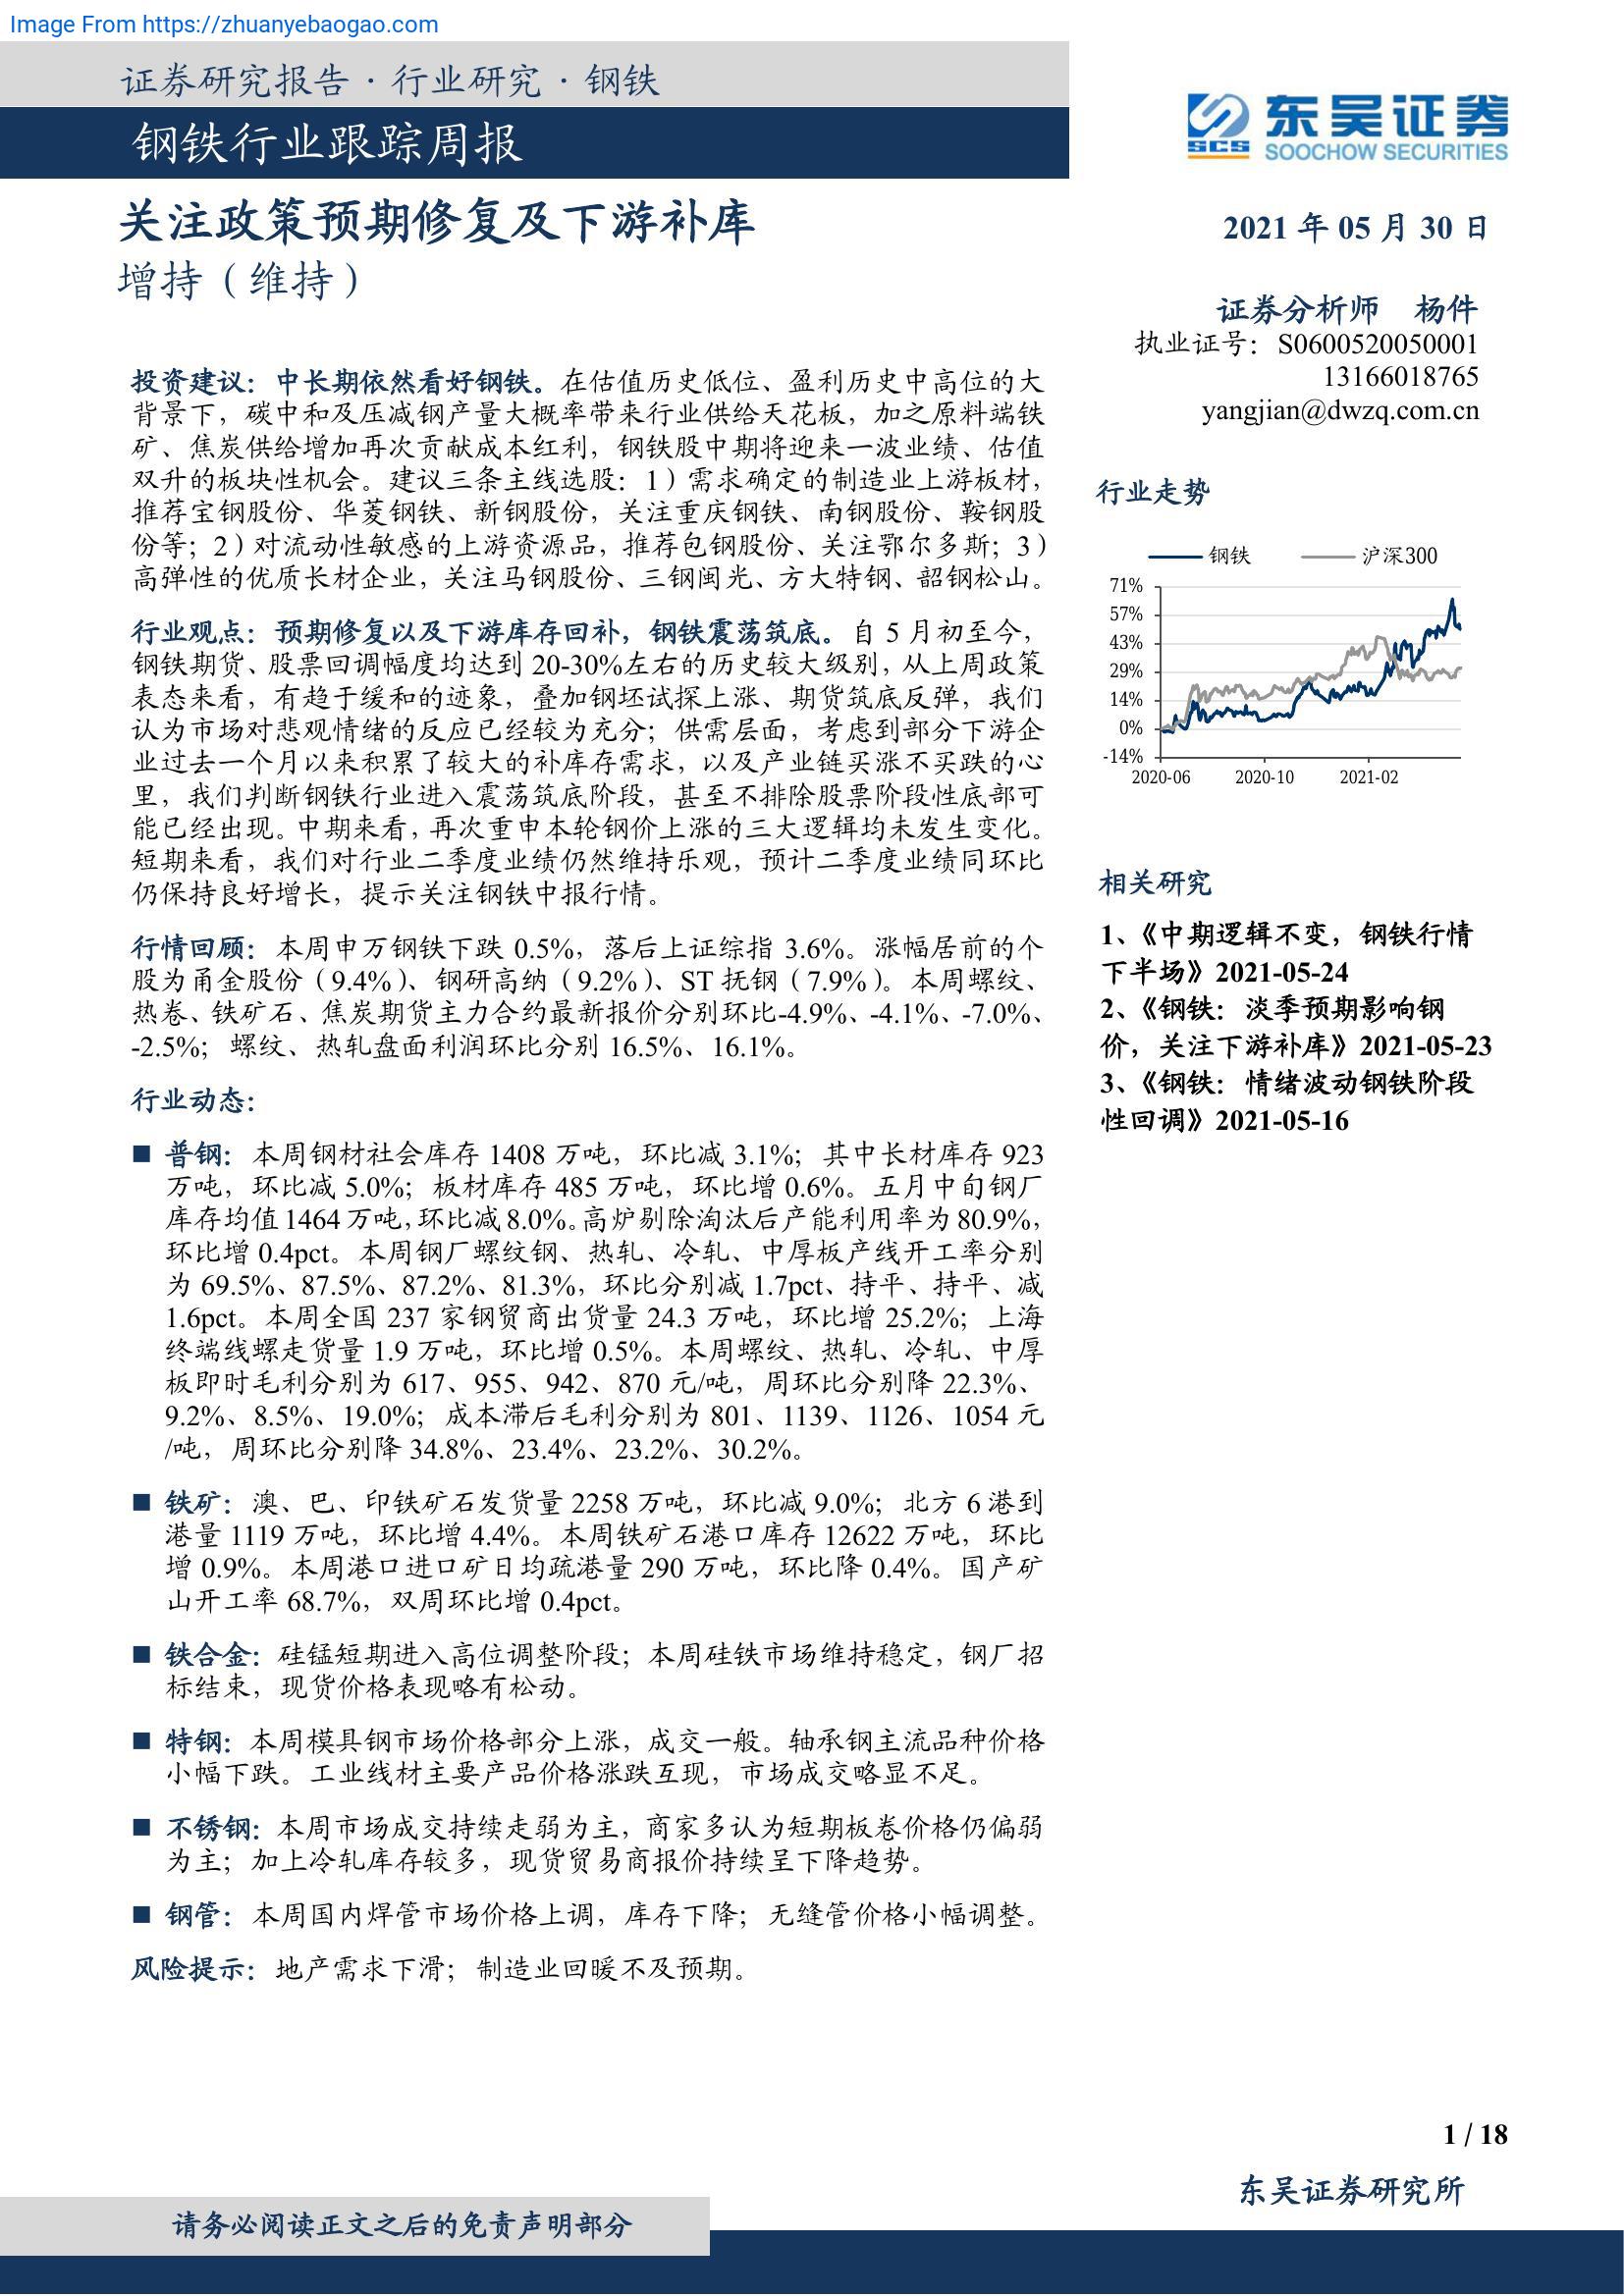 Image From https://zhuanyebaogao.com
证券研究报告·行业研究·钢铁
钢铁行业跟踪周报
东吴证券
SCS
SOOCHOW SECURITIES
关注政策预期修复及下游补库
增持（维持）
投资建议：中长期依然看好钢铁。在估值历史低位、盈利历史中高位的大
背景下，碳中和及压减钢产量大概率带来行业供给天花板，加之原料端铁
矿、焦炭供给增加再次贡献成本红利，钢铁股中期将迎来一波业绩、估值
双升的板块性机会。建议三条主线选股：1）需求确定的制造业上游板材，
推荐宝钢股份、华菱钢铁、新钢股份，关注重庆钢铁、南钢股份、鞍钢股
份等；2）对流动性敏感的上游资源品，推荐包钢股份、关注鄂尔多斯；3）
高弹性的优质长材企业，关注马钢股份、三钢闽光、方大特钢、韶钢松山。
行业观点：预期修复以及下游库存回补，钢铁震荡筑底。自 5 月初至今，
钢铁期货、股票回调幅度均达到 20-30%左右的历史较大级别，从上周政策
表态来看，有趋于缓和的迹象，叠加钢坯试探上涨、期货筑底反弹，我们
认为市场对悲观情绪的反应已经较为充分；供需层面，考虑到部分下游企
业过去一个月以来积累了较大的补库存需求，以及产业链买涨不买跌的心
里，我们判断钢铁行业进入震荡筑底阶段，甚至不排除股票阶段性底部可
能已经出现。中期来看，再次重申本轮钢价上涨的三大逻辑均未发生变化。
短期来看，我们对行业二季度业绩仍然维持乐观，预计二季度业绩同环比
仍保持良好增长，提示关注钢铁中报行情。
行情回顾：本周申万钢铁下跌 0.5%，落后上证综指 3.6%。涨幅居前的个
股为甬金股份（9.4%）、钢研高纳（9.2%）、ST 抚钢（7.9%）。本周螺纹、
热卷、铁矿石、焦炭期货主力合约最新报价分别环比-4.9%、-4.1%、-7.0%、
-2.5%；螺纹、热轧盘面利润环比分别 16.5%、16.1%。
行业动态：
■ 普钢：本周钢材社会库存 1408 万吨，环比减 3.1%；其中长材库存 923
万吨，环比减 5.0%；板材库存 485 万吨，环比增 0.6%。五月中旬钢厂
库存均值 1464 万吨，环比减 8.0%。高炉剔除淘汰后产能利用率为 80.9%，
环比增 0.4pct。本周钢厂螺纹钢、热轧、冷轧、中厚板产线开工率分别
为 69.5%、87.5%、87.2%、81.3%，环比分别减 1.7pct、持平、持平、减
1.6pct。本周全国 237 家钢贸商出货量 24.3 万吨，环比增 25.2%；上海
终端线螺走货量 1.9 万吨，环比增 0.5%。本周螺纹、热轧、冷轧、中厚
板即时毛利分别为 617、955、942、870 元/吨，周环比分别降 22.3%、
9.2%、8.5%、19.0%；成本滞后毛利分别为 801、1139、1126、1054 元
/吨，周环比分别降 34.8%、23.4%、23.2%、30.2%。
■ 铁矿：澳、巴、印铁矿石发货量 2258 万吨，环比减 9.0%；北方 6 港到
港量 1119 万吨，环比增 4.4%。本周铁矿石港口库存 12622 万吨，环比
增 0.9%。本周港口进口矿日均疏港量 290 万吨，环比降 0.4%。国产矿
山开工率 68.7%，双周环比增 0.4pct。
■ 铁合金：硅锰短期进入高位调整阶段；本周硅铁市场维持稳定，钢厂招
标结束，现货价格表现略有松动。
■ 特钢：本周模具钢市场价格部分上涨，成交一般。轴承钢主流品种价格
小幅下跌。工业线材主要产品价格涨跌互现，市场成交略显不足。
■ 不锈钢：本周市场成交持续走弱为主，商家多认为短期板卷价格仍偏弱
为主；加上冷轧库存较多，现货贸易商报价持续呈下降趋势。
■ 钢管：本周国内焊管市场价格上调，库存下降；无缝管价格小幅调整。
风险提示：地产需求下滑；制造业回暖不及预期。
2021 年 05 月 30 日
证券分析师 杨件
执业证号：S0600520050001
13166018765
yangjian@dwzq.com.cn
行业走势
钢铁 沪深300
71%
57%
43%
29%
14%
0%
-14%
2020-06 2020-10 2021-02
相关研究
1、《中期逻辑不变，钢铁行情
下半场》2021-05-24
2、《钢铁：淡季预期影响钢
价，关注下游补库》2021-05-23
3、《钢铁：情绪波动钢铁阶段
性回调》2021-05-16
1 / 18
东吴证券研究所
请务必阅读正文之后的免责声明部分